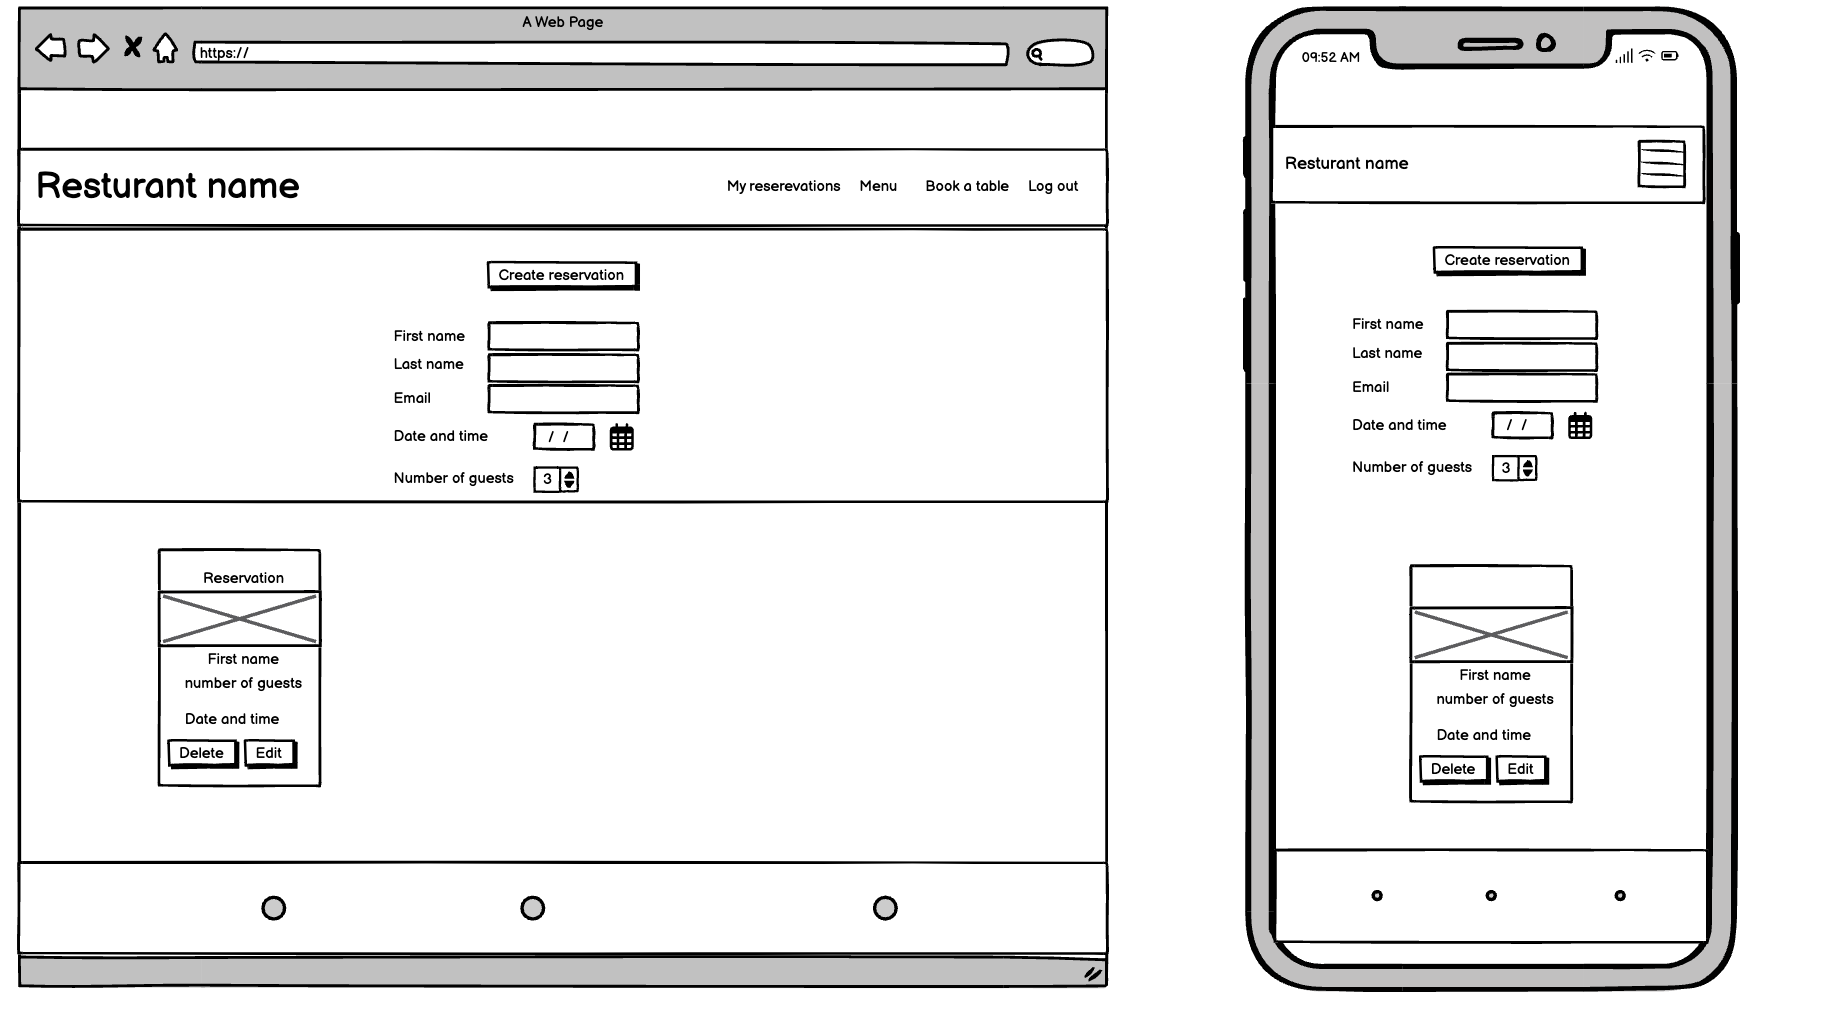 A Web Page
https://
Resturant name
My reserevations Menu Book a table Log out
Create reservation
First name
Last name
Email
Date and time / /
Number of guests 3
Reservation
First name
number of guests
Date and time
Delete Edit
09:52 AM
Resturant name
Create reservation
First name
Last name
Email
Date and time / /
Number of guests 3
First name
number of guests
Date and time
Delete Edit